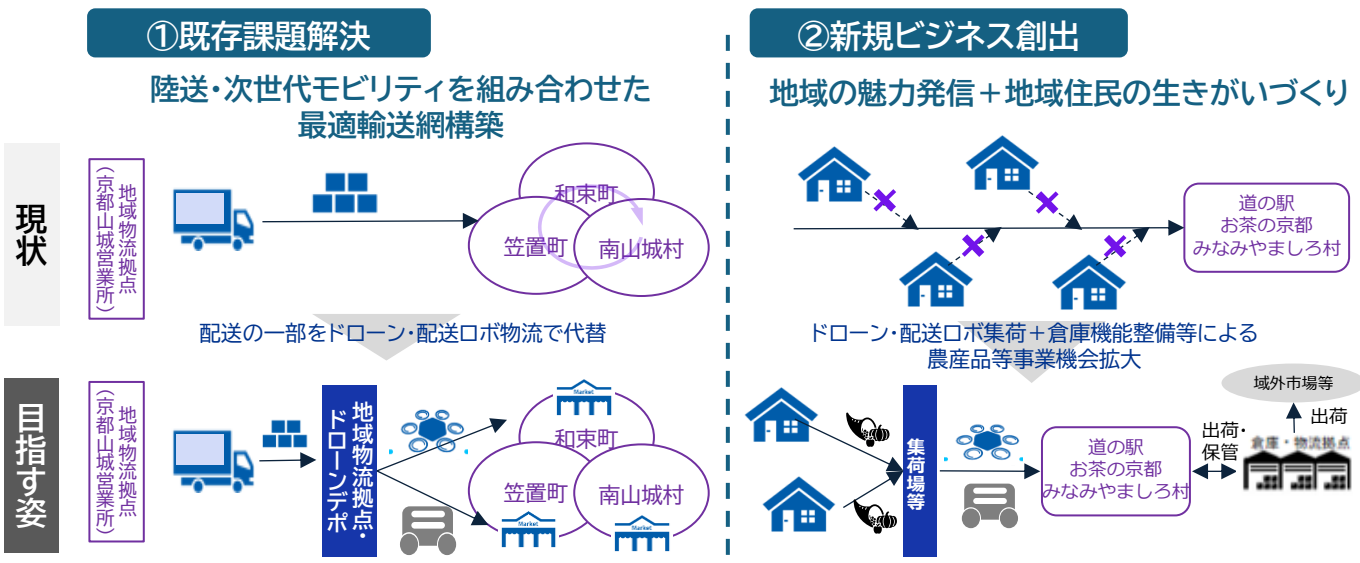 ①既存課題解決
陸送・次世代モビリティを組み合わせた
最適輸送網構築
現状
地域物流拠点
(京都山城営業所)
和束町
笠置町
南山城村
配送の一部をドローン・配送ロボ物流で代替
目指す姿
地域物流拠点
(京都山城営業所)
地域物流拠点・
ドローンデポ
Market
和束町
笠置町
南山城村
Market
Market
②新規ビジネス創出
地域の魅力発信+地域住民の生きがいづくり
道の駅
お茶の京都
みなみやましろ村
ドローン・配送ロボ集荷+倉庫機能整備等による
農産品等事業機会拡大
集荷場等
道の駅
お茶の京都
みなみやましろ村
出荷・
保管
域外市場等
出荷
倉庫・物流拠点